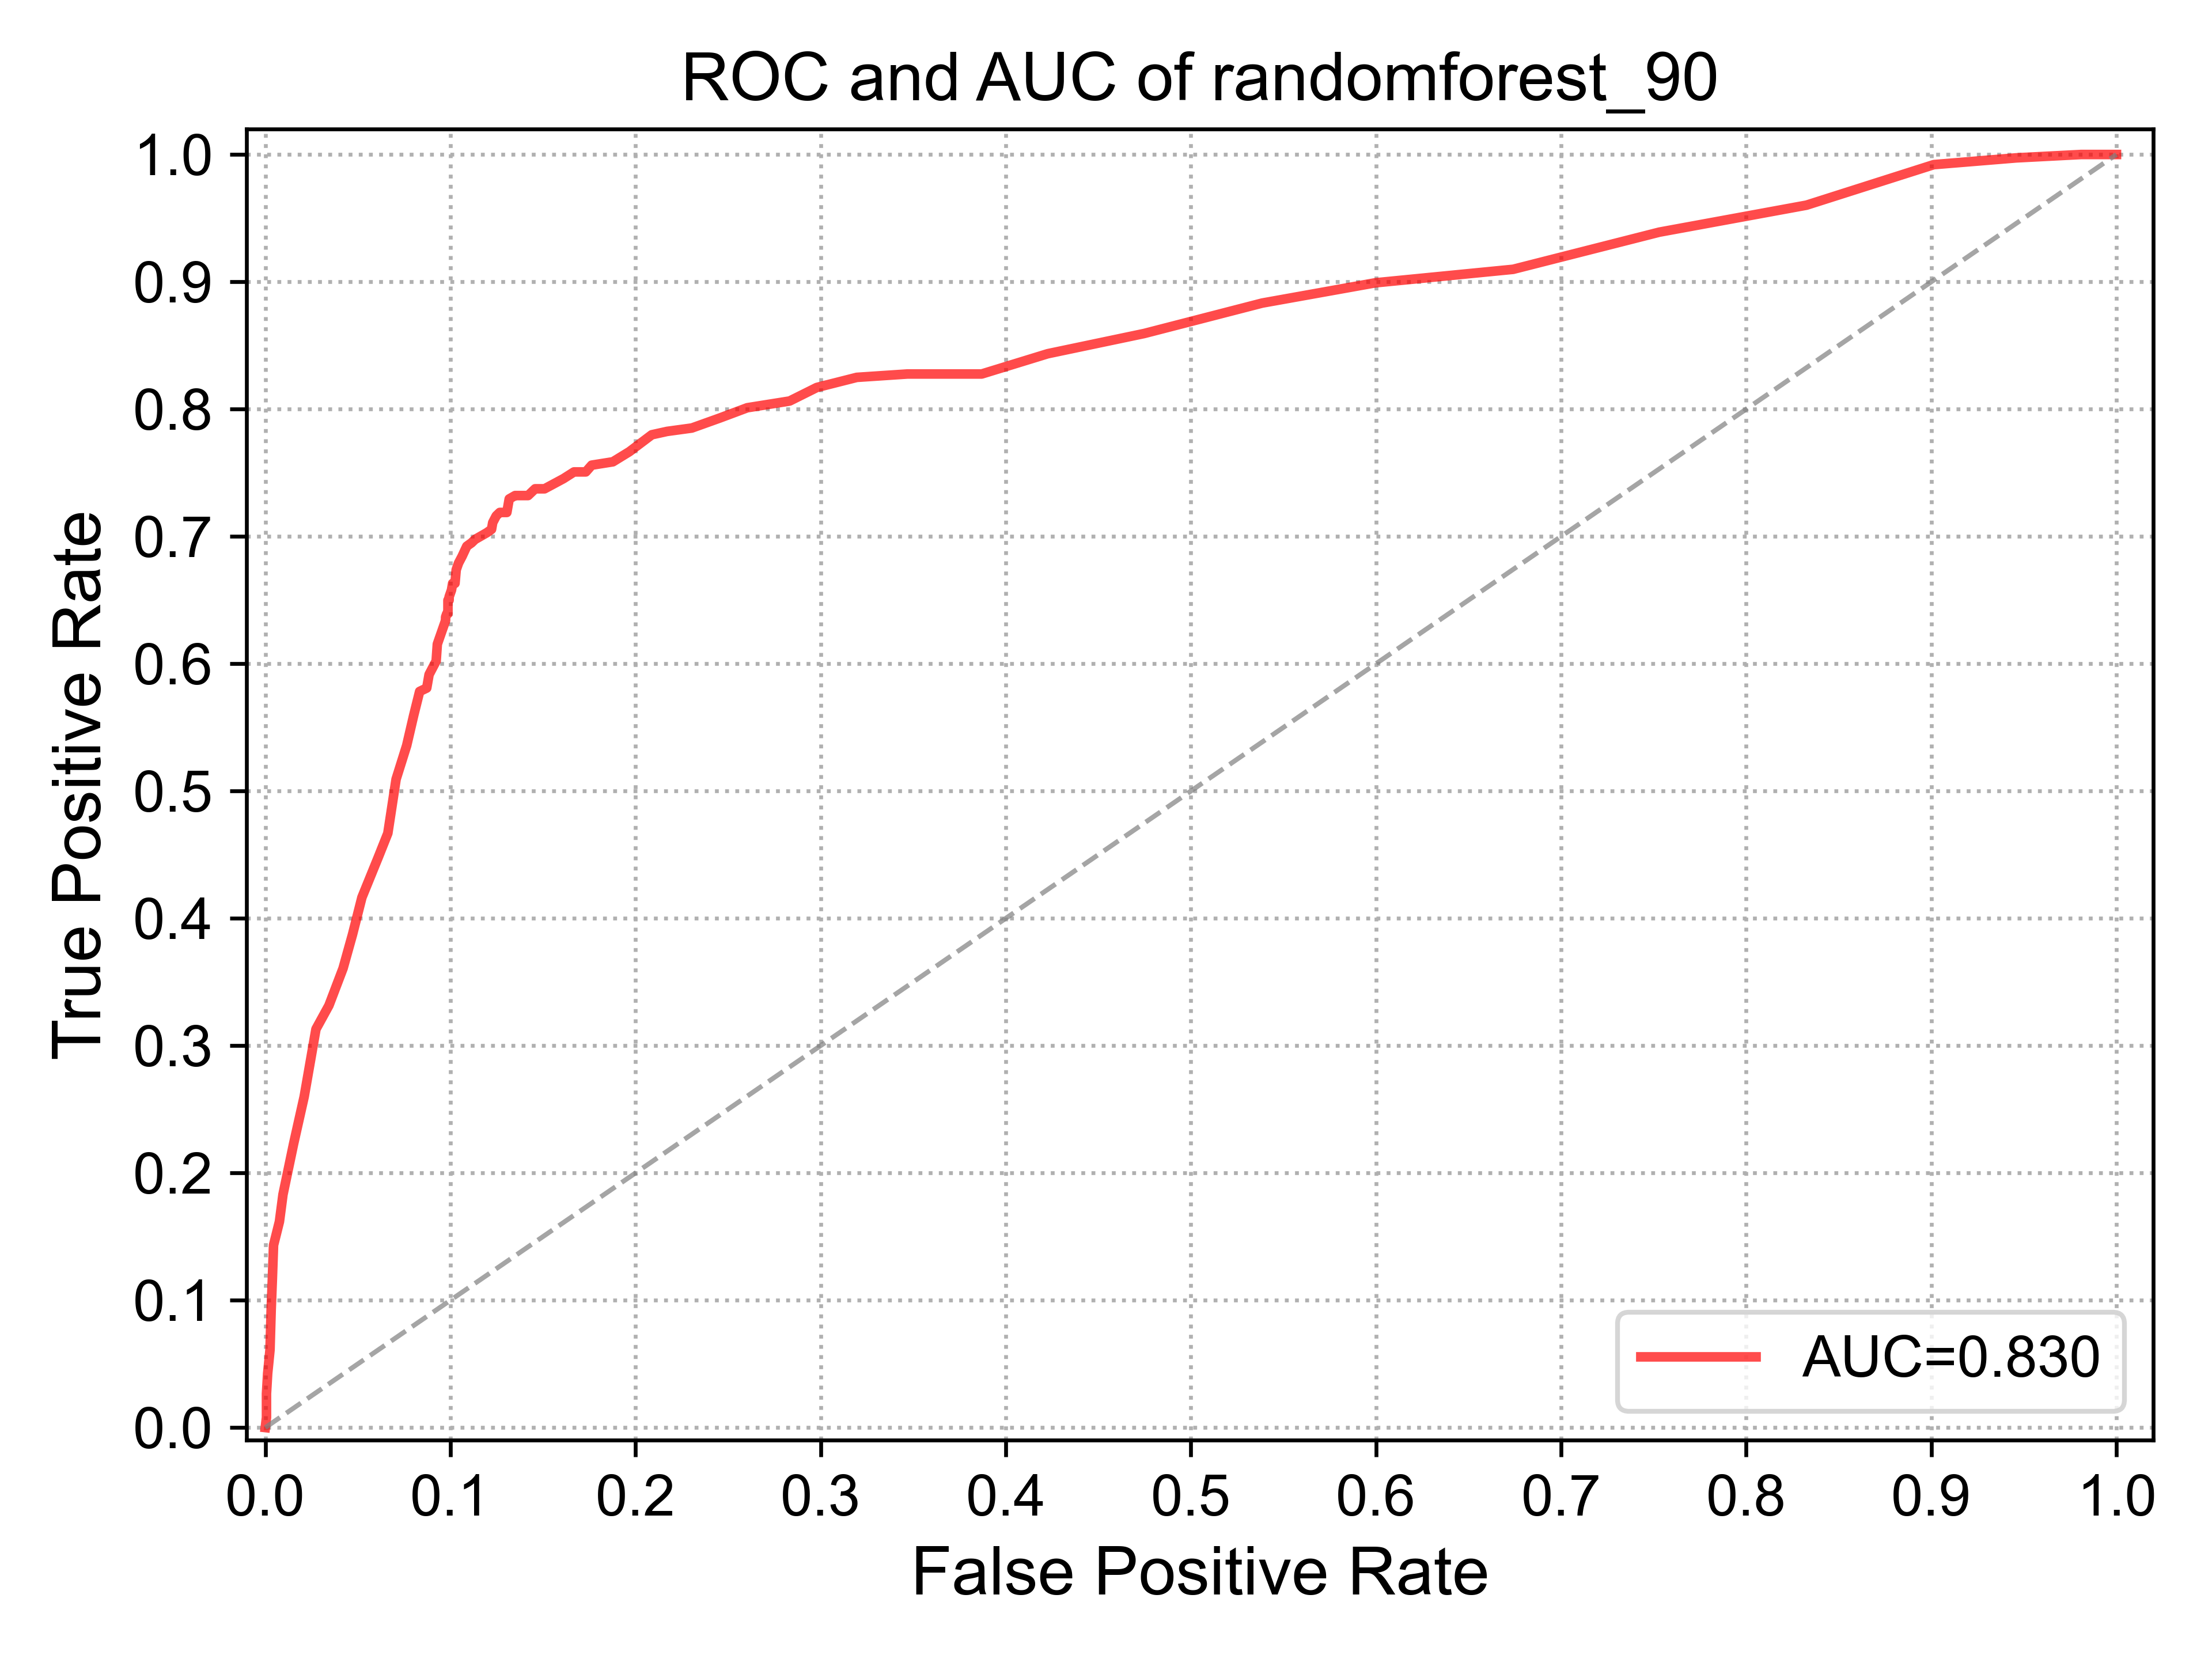 ROC and AUC of randomforest_90
1.0
0.9
0.8
0.7
0.6
0.5
0.4
0.3
0.2
0.1
0.0
True Positive Rate
AUC=0.830
0.0 0.1 0.2 0.3 0.4 0.5 0.6 0.7 0.8 0.9 1.0
False Positive Rate